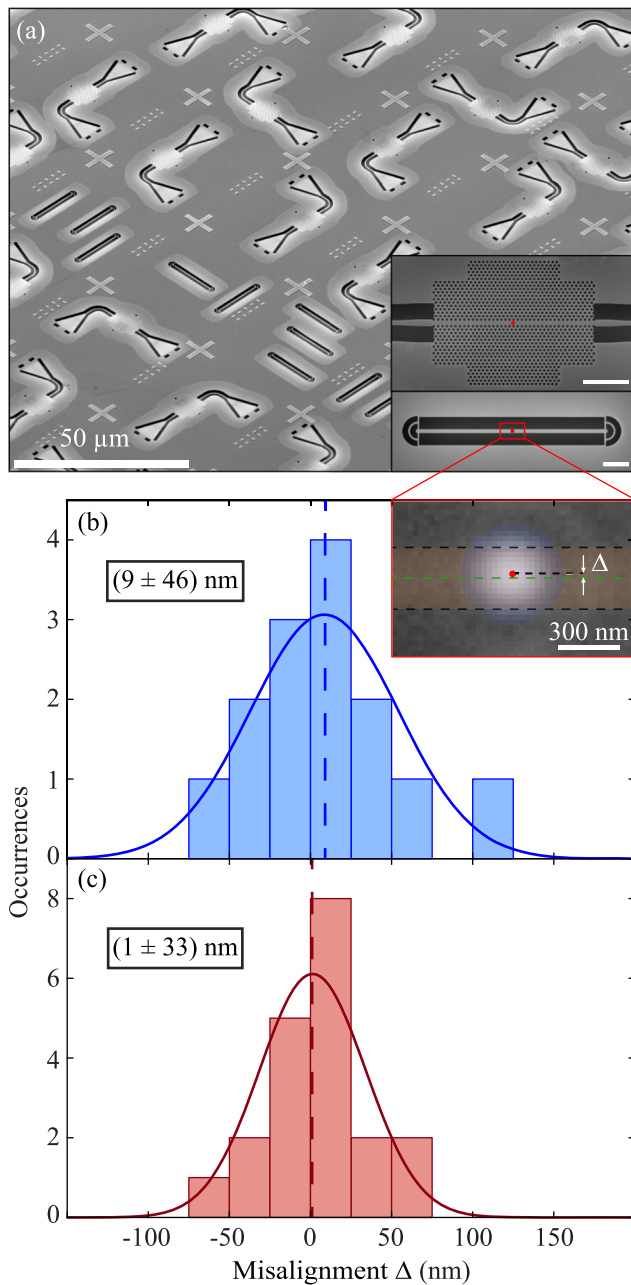 (a)
50 µm
(b)
(9 ± 46) nm
Δ
300 nm
4
3
2
1
0
Occurrences
(c)
(1 ± 33) nm
8
6
4
2
0
-100
-50
0
50
100
150
Misalignment Δ (nm)